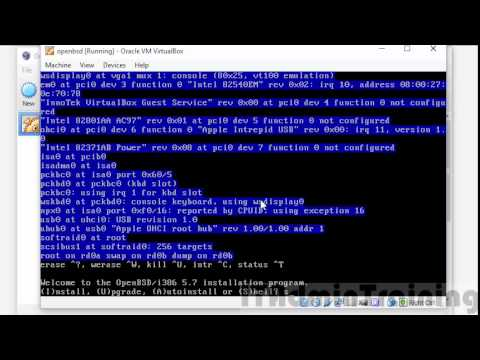 openbsd [Running] - Oracle VM VirtualBox
Machine View Devices Help
wsdisplay0 at vga1 mux 1: console (80x25, vt100 emulation)
em0 at pci0 dev 3 function 0 "Intel 82540EM" rev 0x02: irq 10, address 08:00:27:
0c:70:78
"InnoTek VirtualBox Guest Service" rev 0x00 at pci0 dev 4 function 0 not configu
red
"Intel 82801AA AC97" rev 0x01 at pci0 dev 5 function 0 not configured
ohci0 at pci0 dev 6 function 0 "Apple Intrepid USB" rev 0x00: irq 11, version 1.
0
"Intel 82371AB Power" rev 0x08 at pci0 dev 7 function 0 not configured
isa0 at pcib0
isadma0 at isa0
pckbc0 at isa0 port 0x60/5
pckbd0 at pckbc0 (kbd slot)
pckbc0: using irq 1 for kbd slot
wskbd0 at pckbd0: console keyboard, using wsdisplay0
npx0 at isa0 port 0xf0/16: reported by CPUID; using exception 16
usb0 at ohci0: USB revision 1.0
uhub0 at usb0 "Apple OHCI root hub" rev 1.00/1.00 addr 1
softraid0 at root
scsibus1 at softraid0: 256 targets
root on rd0a swap on rd0b dump on rd0b
erase ^?, werase ^W, kill ^U, intr ^C, status ^T
Welcome to the OpenBSD/i386 5.7 installation program.
(I)nstall, (U)pgrade, (A)utoinstall or (S)hell? s
New
Right Ctrl